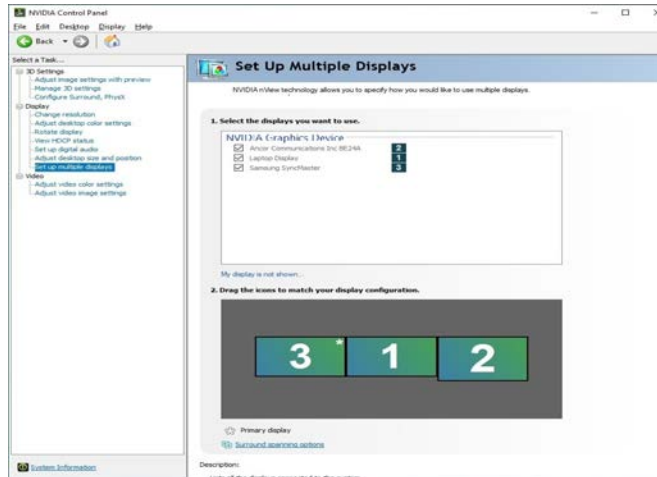 NVIDIA Control Panel
File Edit Desktop Display Help
Back
Select a Task...
3D Settings
Adjust image settings with preview
Manage 3D settings
Configure Surround, PhysX
Display
Change resolution
Adjust desktop color settings
Rotate display
View HDCP status
Set up digital audio
Adjust desktop size and position
Set up multiple displays
Video
Adjust video color settings
Adjust video image settings
System Information
Set Up Multiple Displays
NVIDIA nView technology allows you to specify how you would like to use multiple displays.
1. Select the displays you want to use.
NVIDIA Graphics Device
Ancor Communications Inc BE24A 2
Laptop Display 1
Samsung SyncMaster 3
My display is not shown...
2. Drag the icons to match your display configuration.
3 * 1 2
Primary display
Surround spanning options
Description: